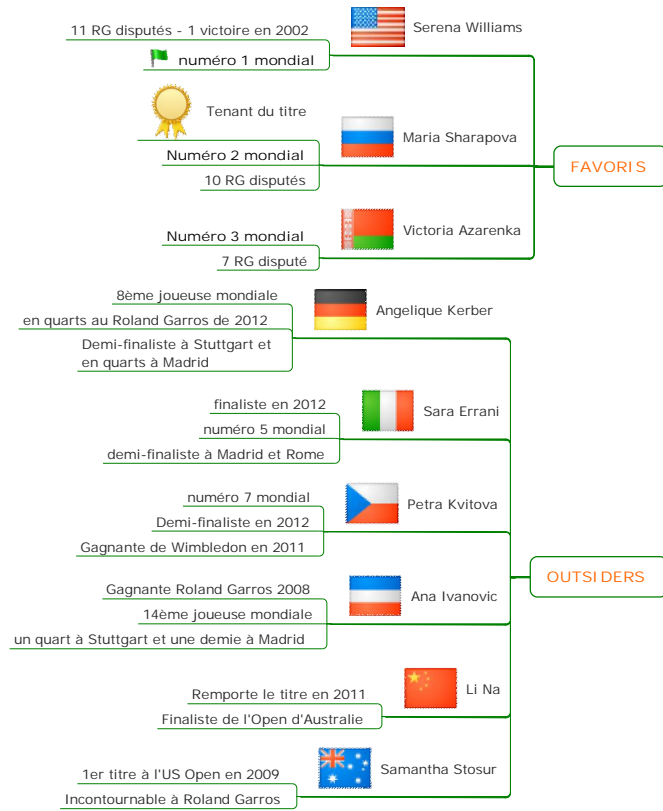 11 RG disputés - 1 victoire en 2002
Serena Williams
numéro 1 mondial
Tenant du titre
Maria Sharapova
Numéro 2 mondial
10 RG disputés
FAVORIS
Victoria Azarenka
Numéro 3 mondial
7 RG disputé
8ème joueuse mondiale
Angelique Kerber
en quarts au Roland Garros de 2012
Demi-finaliste à Stuttgart et
en quarts à Madrid
finaliste en 2012
Sara Errani
numéro 5 mondial
demi-finaliste à Madrid et Rome
numéro 7 mondial
Petra Kvitova
Demi-finaliste en 2012
Gagnante de Wimbledon en 2011
OUTSIDERS
Gagnante Roland Garros 2008
Ana Ivanovic
14ème joueuse mondiale
un quart à Stuttgart et une demie à Madrid
Li Na
Remporte le titre en 2011
Finaliste de l'Open d'Australie
Samantha Stosur
1er titre à l'US Open en 2009
Incontournable à Roland Garros